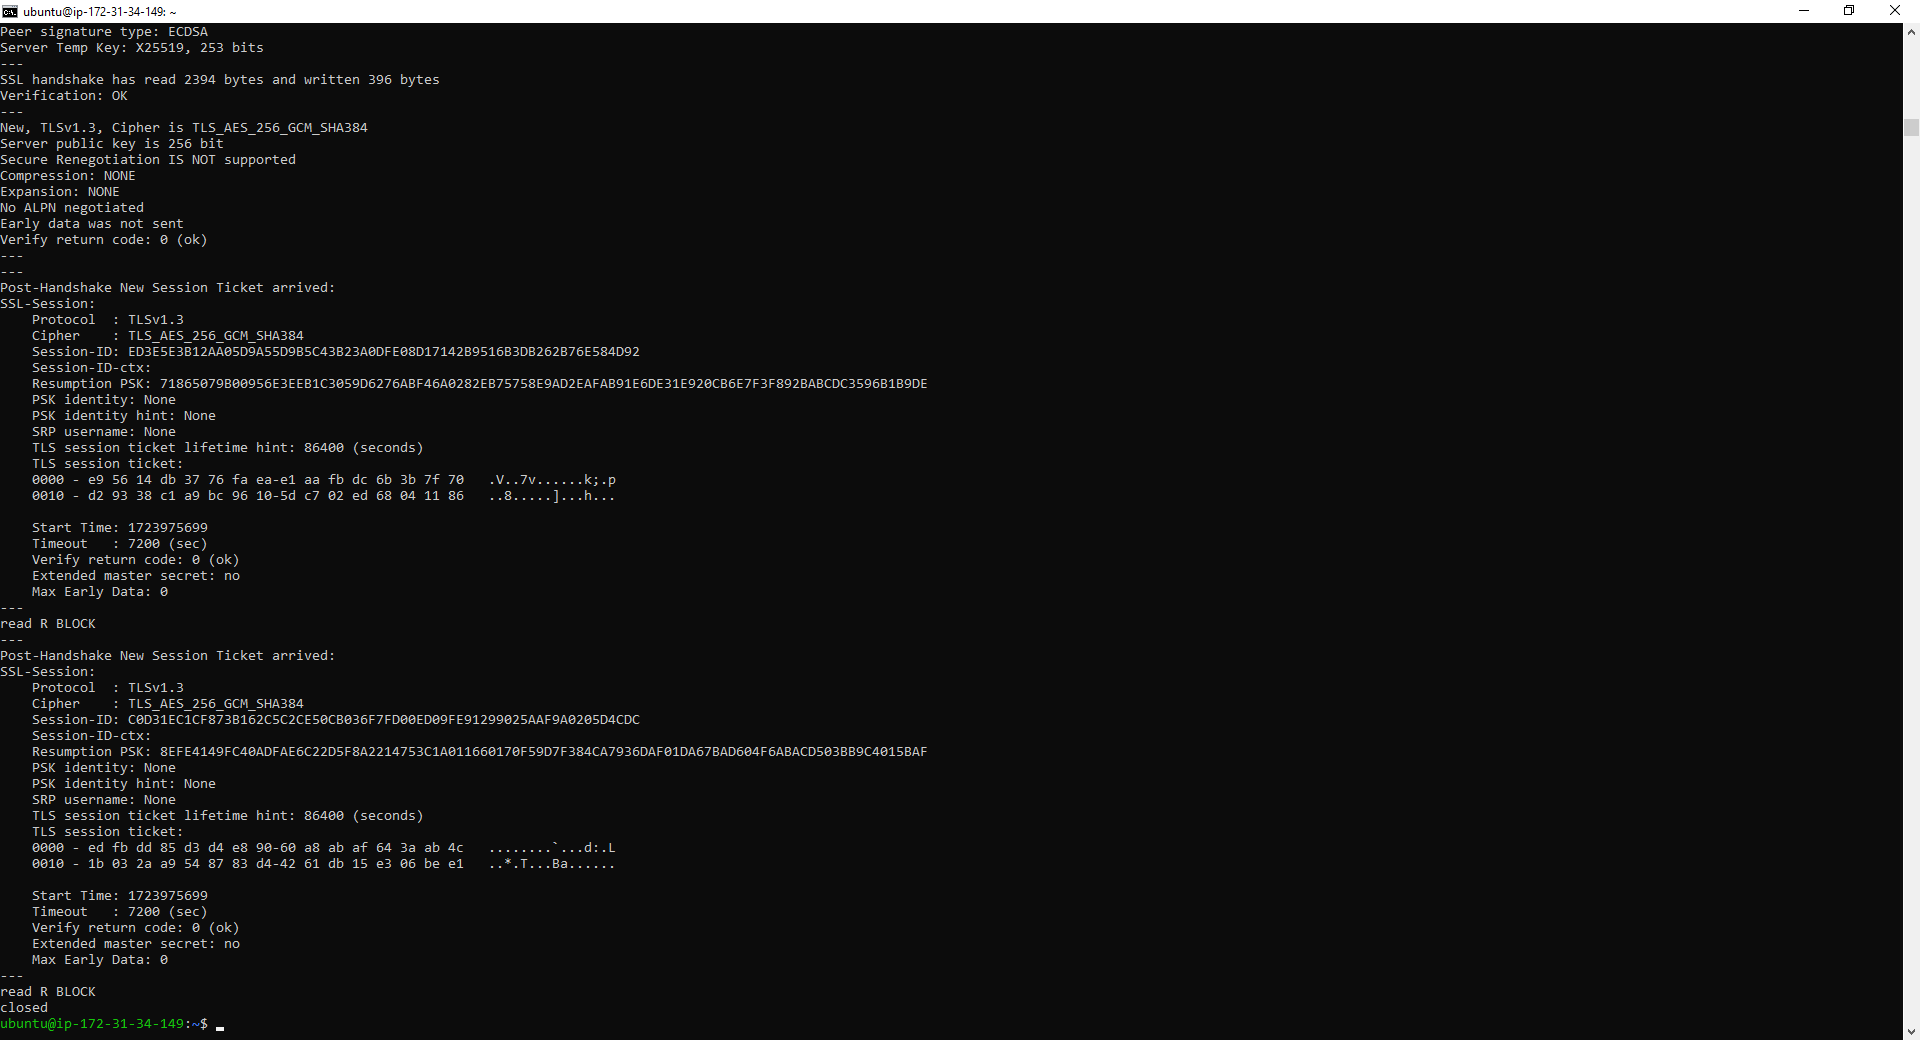 ubuntu@ip-172-31-34-149: ~
Peer signature type: ECDSA
Server Temp Key: X25519, 253 bits
---
SSL handshake has read 2394 bytes and written 396 bytes
Verification: OK
---
New, TLSv1.3, Cipher is TLS_AES_256_GCM_SHA384
Server public key is 256 bit
Secure Renegotiation IS NOT supported
Compression: NONE
Expansion: NONE
No ALPN negotiated
Early data was not sent
Verify return code: 0 (ok)
---
---
Post-Handshake New Session Ticket arrived:
SSL-Session:
    Protocol  : TLSv1.3
    Cipher    : TLS_AES_256_GCM_SHA384
    Session-ID: ED3E5E3B12AA05D9A55D9B5C43B23A0DFE08D17142B9516B3DB262B76E584D92
    Session-ID-ctx:
    Resumption PSK: 71865079B00956E3EEB1C3059D6276ABF46A0282EB75758E9AD2EAFAB91E6DE31E920CB6E7F3F892BABCDC3596B1B9DE
    PSK identity: None
    PSK identity hint: None
    SRP username: None
    TLS session ticket lifetime hint: 86400 (seconds)
    TLS session ticket:
    0000 - e9 56 14 db 37 76 fa ea-e1 aa fb dc 6b 3b 7f 70   .V..7v......k;.p
    0010 - d2 93 38 c1 a9 bc 96 10-5d c7 02 ed 68 04 11 86   ..8.....]...h...
    Start Time: 1723975699
    Timeout   : 7200 (sec)
    Verify return code: 0 (ok)
    Extended master secret: no
    Max Early Data: 0
---
read R BLOCK
---
Post-Handshake New Session Ticket arrived:
SSL-Session:
    Protocol  : TLSv1.3
    Cipher    : TLS_AES_256_GCM_SHA384
    Session-ID: C0D31EC1CF873B162C5C2CE50CB036F7FD00ED09FE91299025AAF9A0205D4CDC
    Session-ID-ctx:
    Resumption PSK: 8EFE4149FC40ADFAE6C22D5F8A2214753C1A011660170F59D7F384CA7936DAF01DA67BAD604F6ABACD503BB9C4015BAF
    PSK identity: None
    PSK identity hint: None
    SRP username: None
    TLS session ticket lifetime hint: 86400 (seconds)
    TLS session ticket:
    0000 - ed fb dd 85 d3 d4 e8 90-60 a8 ab af 64 3a ab 4c   ........`...d:.L
    0010 - 1b 03 2a a9 54 87 83 d4-42 61 db 15 e3 06 be e1   ..*.T...Ba......
    Start Time: 1723975699
    Timeout   : 7200 (sec)
    Verify return code: 0 (ok)
    Extended master secret: no
    Max Early Data: 0
---
read R BLOCK
closed
ubuntu@ip-172-31-34-149:~$ _